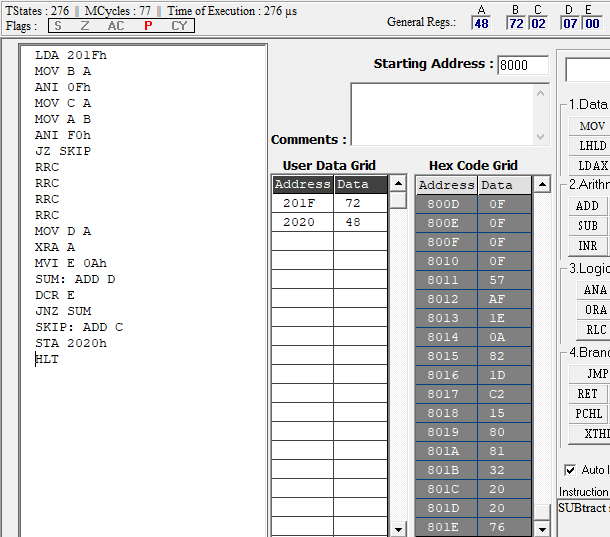 TStates : 276 MCycles : 77 Time of Execution : 276 µs
Flags : S Z AC P CY
General Regs.: A B C D E
48 72 02 07 00
LDA 201Fh
MOV B A
ANI 0Fh
MOV C A
MOV A B
ANI F0h
JZ SKIP
RRC
RRC
RRC
RRC
MOV D A
XRA A
MVI E 0Ah
SUM: ADD D
DCR E
JNZ SUM
SKIP: ADD C
STA 2020h
HLT
Starting Address : 8000
Comments :
User Data Grid
Address Data
201F 72
2020 48
Hex Code Grid
Address Data
800D 0F
800E 0F
800F 0F
8010 0F
8011 57
8012 AF
8013 1E
8014 0A
8015 82
8016 1D
8017 C2
8018 15
8019 80
801A 81
801B 32
801C 20
801D 20
801E 76
1.Data
MOV
LHLD
LDAX
2.Arithm
ADD
SUB
INR
3.Logic
ANA
ORA
RLC
4.Branc
JMP
RET
PCHL
XTHL
Auto I
Instruction
SUBtract s